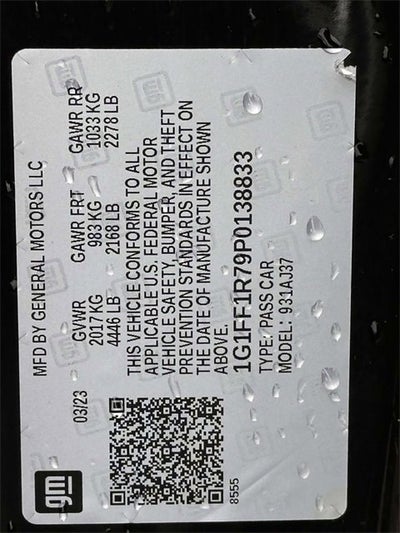 gm
MFD BY GENERAL MOTORS LLC
03/23
GVWR GAWR FRT GAWR RR
2017 KG 983 KG 1033 KG
4446 LB 2168 LB 2278 LB
THIS VEHICLE CONFORMS TO ALL
APPLICABLE U.S. FEDERAL MOTOR
VEHICLE SAFETY, BUMPER, AND THEFT
PREVENTION STANDARDS IN EFFECT ON
THE DATE OF MANUFACTURE SHOWN
ABOVE.
1G1FF1R79P0138833
TYPE: PASS CAR
MODEL: 931AJ37
8555